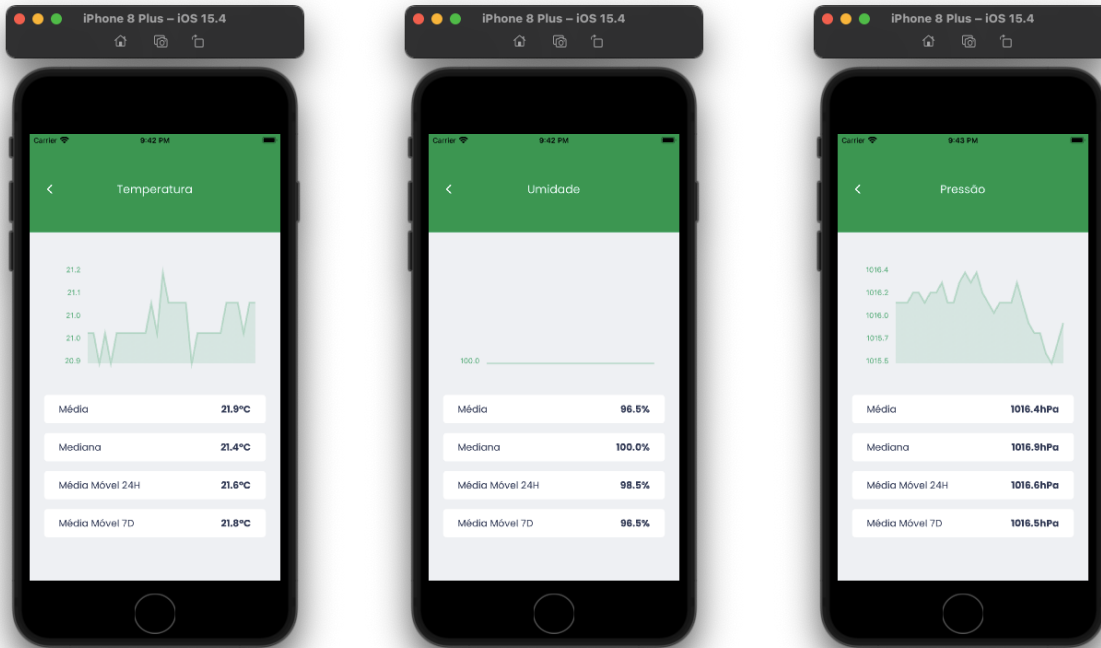 iPhone 8 Plus – iOS 15.4
Carrier 9:42 PM
Temperatura
21.2
21.1
21.0
21.0
20.9
Média 21.9°C
Mediana 21.4°C
Média Móvel 24H 21.6°C
Média Móvel 7D 21.8°C
iPhone 8 Plus – iOS 15.4
Carrier 9:42 PM
Umidade
100.0
Média 96.5%
Mediana 100.0%
Média Móvel 24H 98.5%
Média Móvel 7D 96.5%
iPhone 8 Plus – iOS 15.4
Carrier 9:43 PM
Pressão
1016.4
1016.2
1016.0
1015.7
1015.5
Média 1016.4hPa
Mediana 1016.9hPa
Média Móvel 24H 1016.6hPa
Média Móvel 7D 1016.5hPa